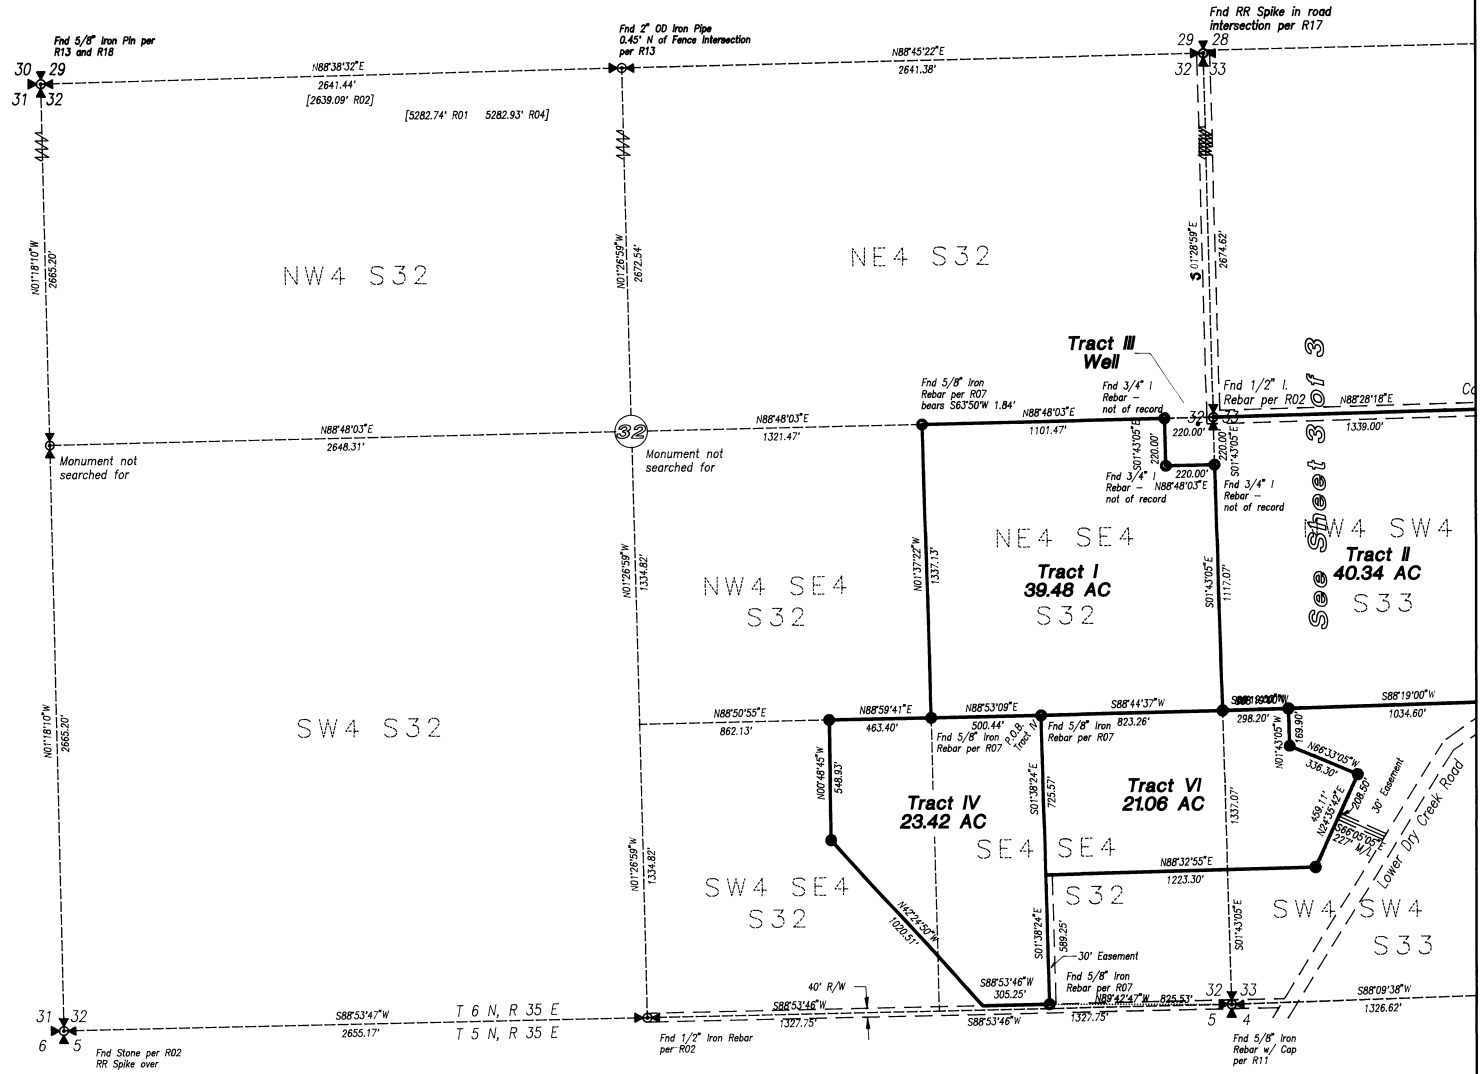 Fnd RR Spike in road
intersection per R17
Fnd 5/8" Iron Pin per
R13 and R18
Fnd 2" OD Iron Pipe
0.45' N of Fence Intersection
per R13
30 29
31 32
N88°38'32"E
2641.44'
[2639.09' R02]
[5282.74' R01 5282.93' R04]
N88°45'22"E
2641.38'
29 28
32 33
N01°18'10"W
2665.20'
NW4 S32
N01°26'59"W
2672.54'
NE4 S32
S 01°28'59"E
2674.62'
Tract III
Well
See Sheet 3 of 3
Fnd 5/8" Iron
Rebar per R07
bears S63°50'W 1.84'
Fnd 3/4" I
Rebar –
not of record
Fnd 1/2" I.
Rebar per R02
Co
N88°28'18"E
1339.00'
N88°48'03"E
2648.31'
32
N88°48'03"E
1321.47'
N88°48'03"E
1101.47'
32 33
220.00'
S01°43'05"E
220.00'
220.00'
S01°43'05"E
220.00'
N88°48'03"E
Monument not
searched for
Monument not
searched for
Fnd 3/4" I
Rebar –
not of record
Fnd 3/4" I
Rebar –
not of record
N01°37'22"W
1337.13'
NE4 SE4
Tract I
39.48 AC
S32
S01°43'05"E
1117.07'
NW4 SW4
Tract II
40.34 AC
S33
N01°26'59"W
1334.82'
NW4 SE4
S32
SW4 S32
N01°18'10"W
2665.20'
N88°50'55"E
862.13'
N88°59'41"E
463.40'
N88°53'09"E
500.44'
S88°44'37"W
823.26'
298.20'
S88°19'00"W
1034.60'
Fnd 5/8" Iron
Rebar per R07
P.O.B.
Tract IV
Fnd 5/8" Iron
Rebar per R07
N01°43'05"W
169.90'
N66°33'05"W
336.30'
N00°48'45"W
548.93'
Tract IV
23.42 AC
S01°38'24"E
725.57'
Tract VI
21.06 AC
S01°43'05"E
1337.07'
459.11'
N24°35'42"E
208.50'
30' Easement
S66°05'05"E
227' M/L
Lower Dry Creek Road
N01°26'59"W
1334.82'
SW4 SE4
S32
SE4 SE4
S32
N88°32'55"E
1223.30'
N42°24'50"W
1020.51'
S01°38'24"E
589.25'
S01°43'05"E
SW4 SW4
S33
30' Easement
Fnd 5/8" Iron
Rebar per R07
S88°53'46"W
305.25'
40' R/W
S88°53'46"W
1327.75'
N89°42'47"W 825.53'
S88°53'46"W
1327.75'
32 33
5 4
S88°09'38"W
1326.62'
31 32
6 5
S88°53'47"W
2655.17'
T 6 N, R 35 E
T 5 N, R 35 E
Fnd Stone per R02
RR Spike over
Fnd 1/2" Iron Rebar
per R02
Fnd 5/8" Iron
Rebar w/ Cap
per R11